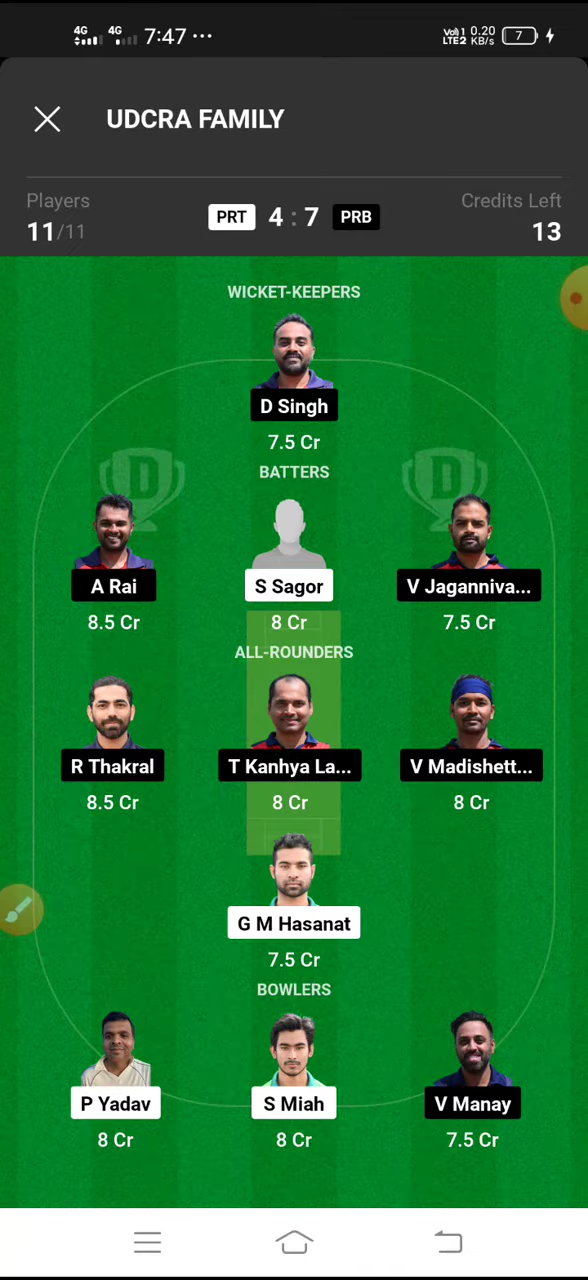 4G 4G 7:47 ··· Vo)) 1 LTE2 0.20 KB/s 7
UDCRA FAMILY
Players Credits Left
11/11 PRT 4 : 7 PRB 13
WICKET-KEEPERS
D Singh
7.5 Cr
BATTERS
A Rai S Sagor V Jaganniva...
8.5 Cr 8 Cr 7.5 Cr
ALL-ROUNDERS
R Thakral T Kanhya La... V Madishett...
8.5 Cr 8 Cr 8 Cr
G M Hasanat
7.5 Cr
BOWLERS
P Yadav S Miah V Manay
8 Cr 8 Cr 7.5 Cr